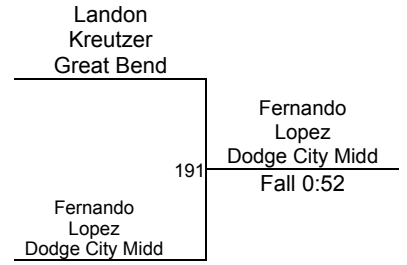 Landon
Kreutzer
Great Bend
Fernando
Lopez
Dodge City Midd
191
Fall 0:52
Fernando
Lopez
Dodge City Midd